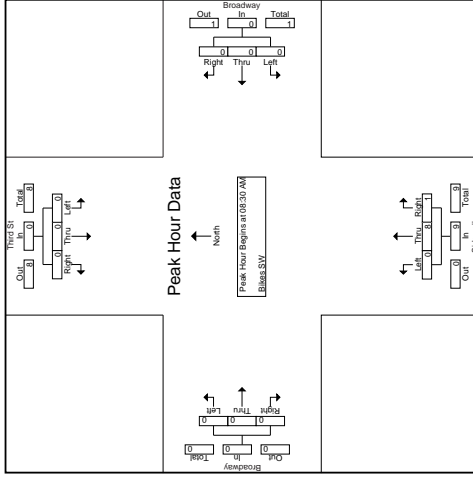 Broadway
Out In Total
1 0 1
0 0 0
Right Thru Left
Third St
Out In Total
8 0 8
0 0 0
Right Thru Left
Peak Hour Data
North
Peak Hour Begins at 08:30 AM
Bikes SW
Left Thru Right
0 8 1
0 9 9
Out In Total
Left Thru Right
0 0 0
0 0 0
Total In Out
Broadway